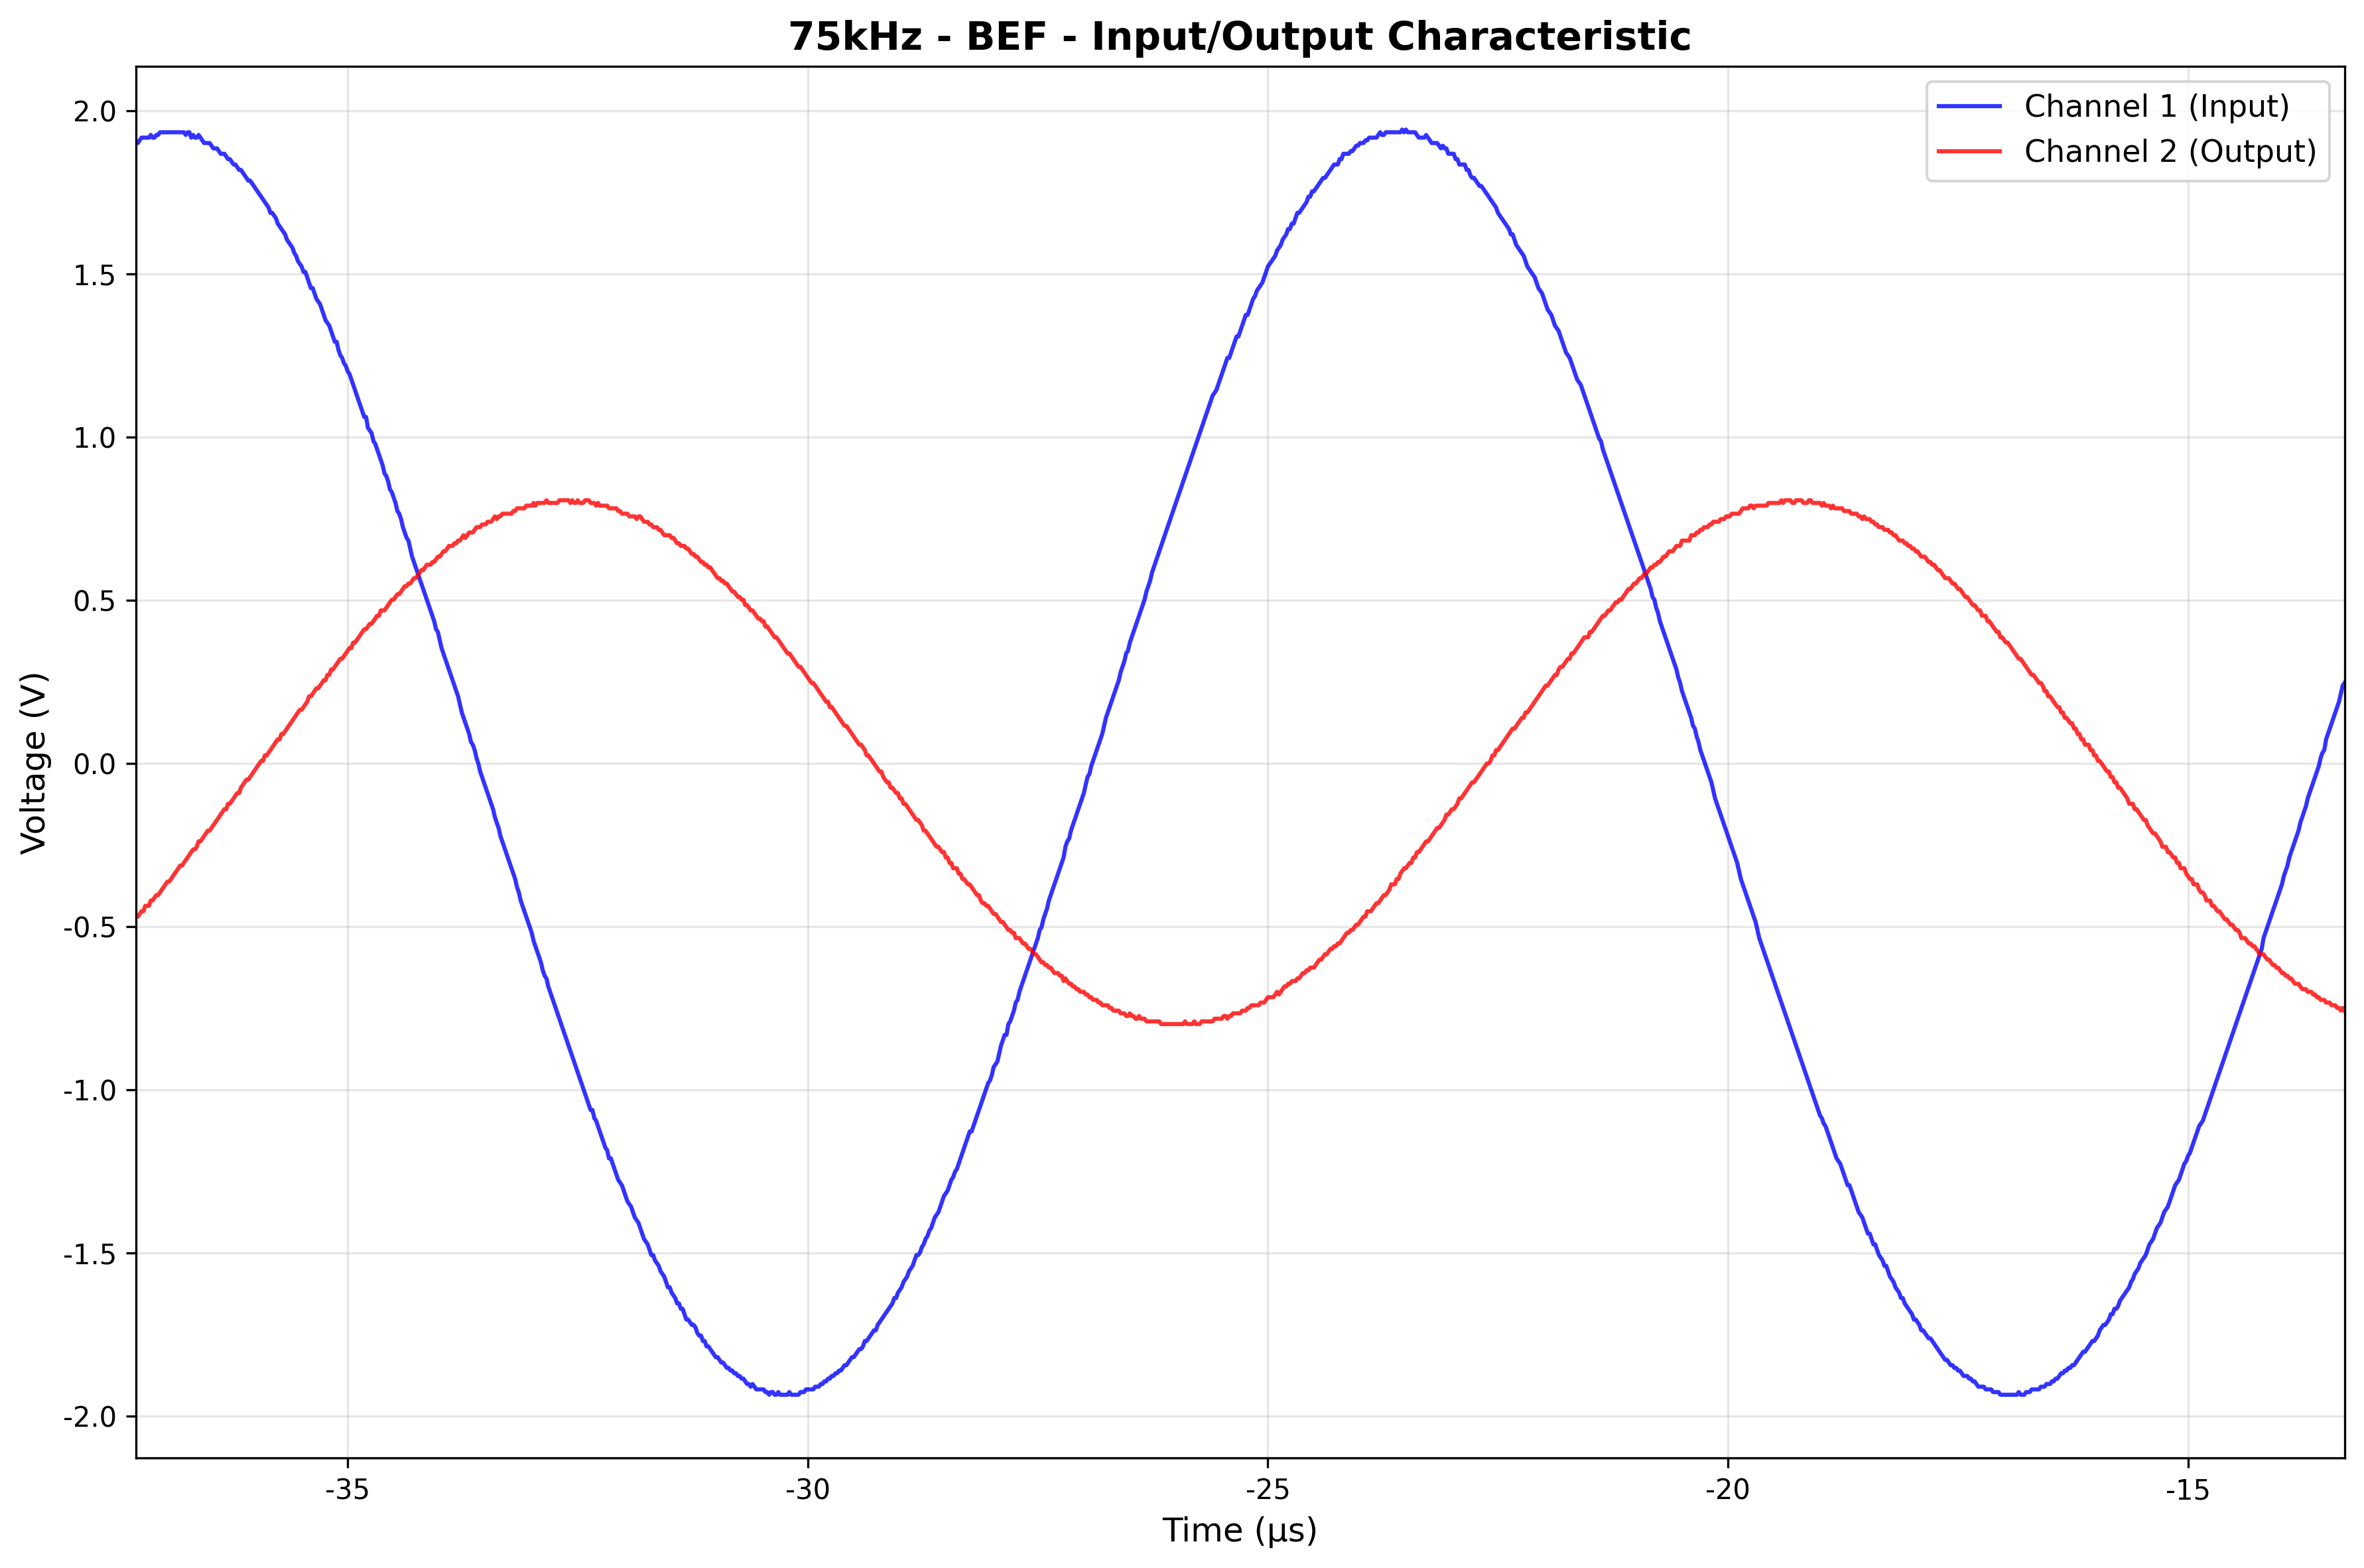 75kHz - BEF - Input/Output Characteristic
Channel 1 (Input)
Channel 2 (Output)
Voltage (V)
2.0
1.5
1.0
0.5
0.0
-0.5
-1.0
-1.5
-2.0
-35
-30
-25
-20
-15
Time (µs)